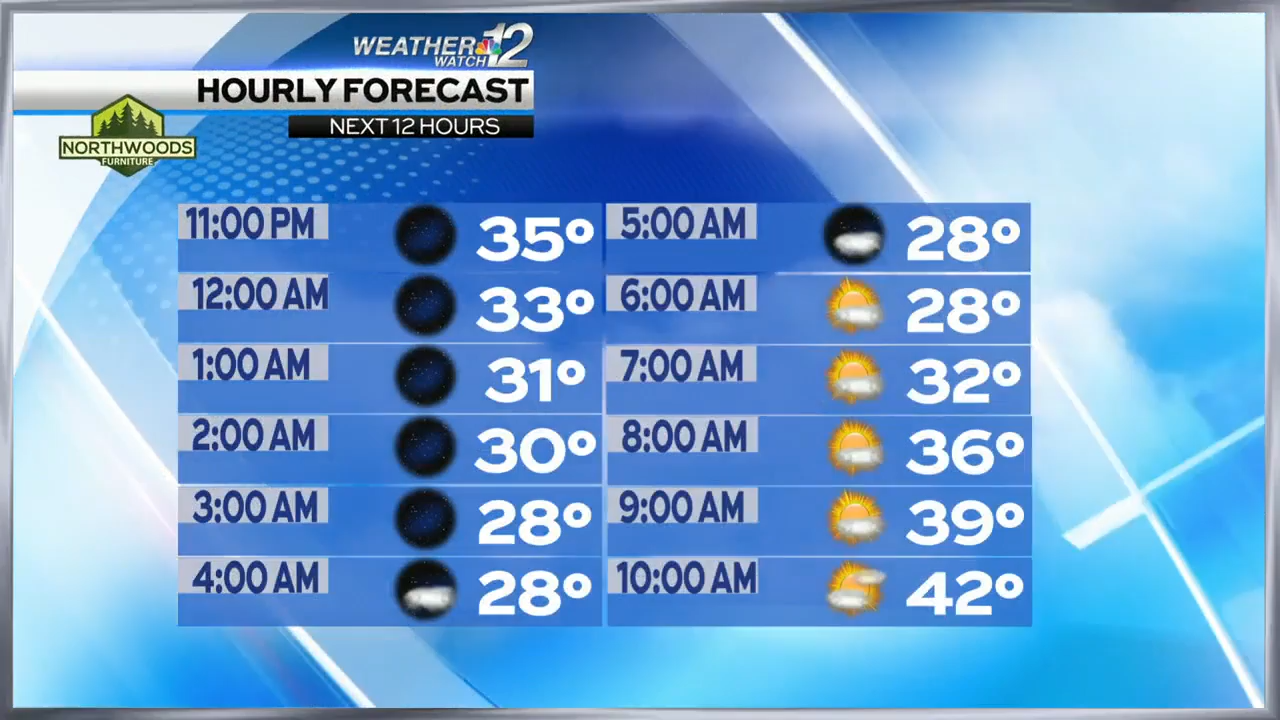 WEATHER 12
WATCH
HOURLY FORECAST
NEXT 12 HOURS
NORTHWOODS
FURNITURE
11:00 PM 35°
12:00 AM 33°
1:00 AM 31°
2:00 AM 30°
3:00 AM 28°
4:00 AM 28°
5:00 AM 28°
6:00 AM 28°
7:00 AM 32°
8:00 AM 36°
9:00 AM 39°
10:00 AM 42°